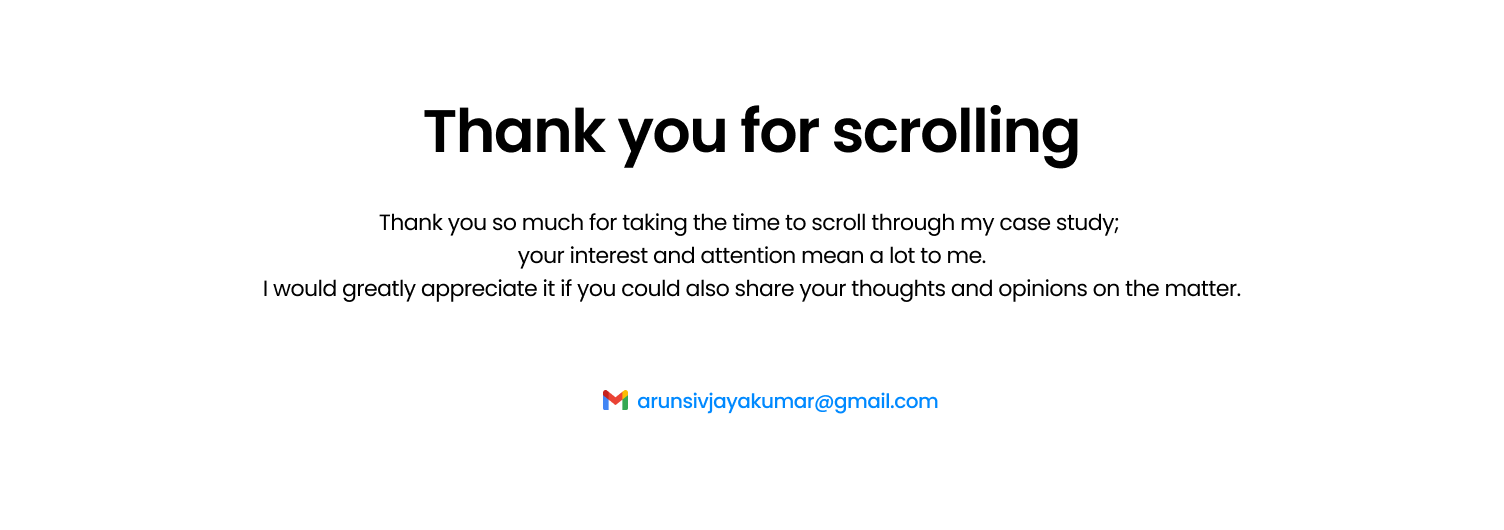 Thank you for scrolling
Thank you so much for taking the time to scroll through my case study;
your interest and attention mean a lot to me.
I would greatly appreciate it if you could also share your thoughts and opinions on the matter.
arunsivjayakumar@gmail.com